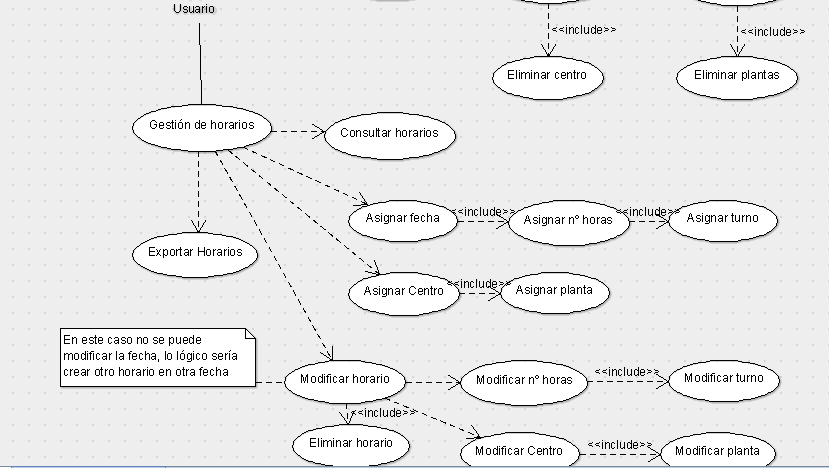 Usuario
<<include>>
<<include>>
Eliminar centro
Eliminar plantas
Gestión de horarios
Consultar horarios
Asignar fecha
<<include>>
Asignar nº horas
<<include>>
Asignar turno
Exportar Horarios
Asignar Centro
<<include>>
Asignar planta
En este caso no se puede
modificar la fecha, lo lógico sería
crear otro horario en otra fecha
Modificar horario
Modificar nº horas
<<include>>
Modificar turno
<<include>>
Eliminar horario
Modificar Centro
<<include>>
Modificar planta